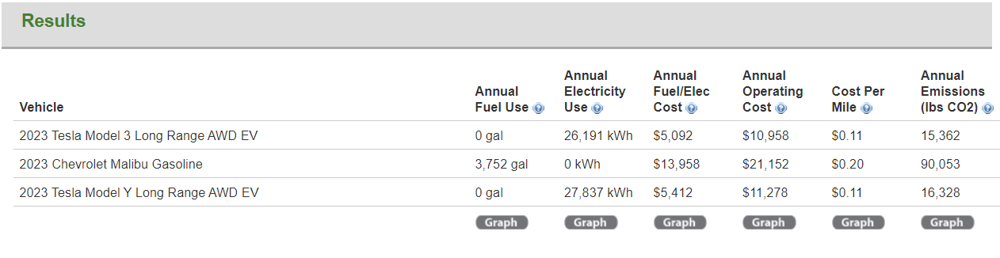 Results
Vehicle Annual Fuel Use Annual Electricity Use Annual Fuel/Elec Cost Annual Operating Cost Cost Per Mile Annual Emissions (lbs CO2)
2023 Tesla Model 3 Long Range AWD EV 0 gal 26,191 kWh $5,092 $10,958 $0.11 15,362
2023 Chevrolet Malibu Gasoline 3,752 gal 0 kWh $13,958 $21,152 $0.20 90,053
2023 Tesla Model Y Long Range AWD EV 0 gal 27,837 kWh $5,412 $11,278 $0.11 16,328
Graph Graph Graph Graph Graph Graph